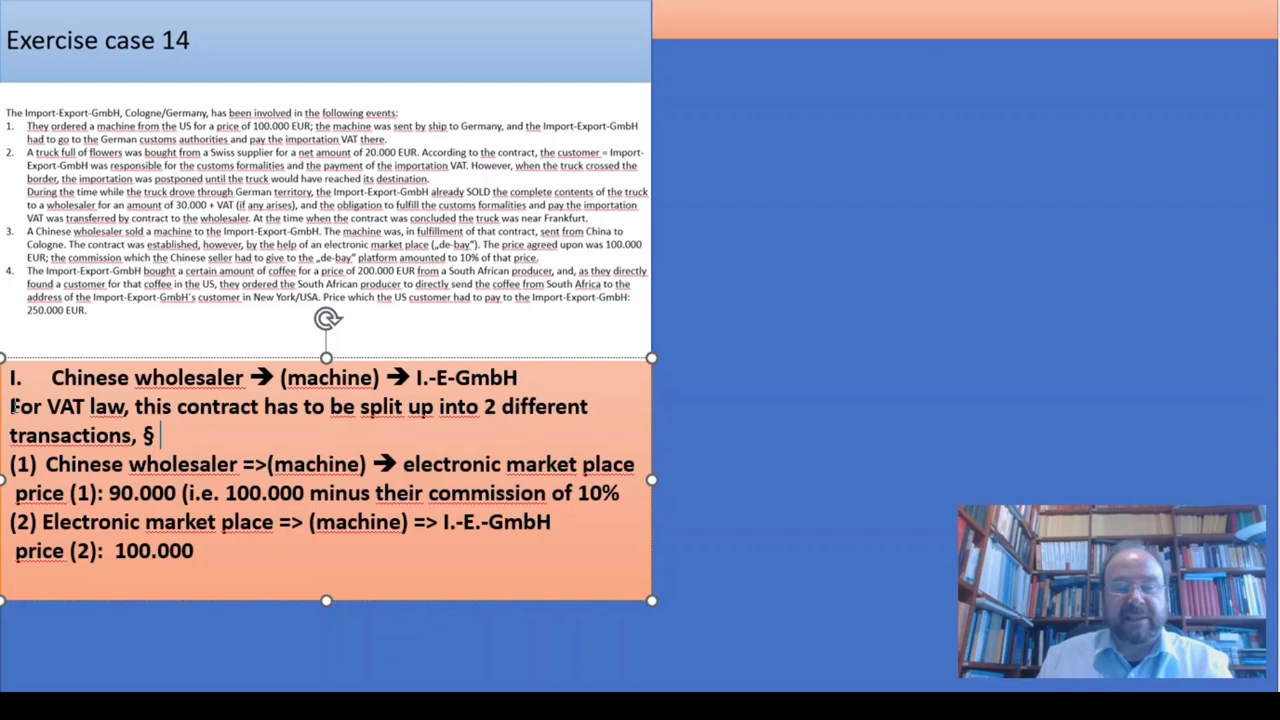 Exercise case 14
The Import-Export-GmbH, Cologne/Germany, has been involved in the following events:
1. They ordered a machine from the US for a price of 100.000 EUR; the machine was sent by ship to Germany, and the Import-Export-GmbH
had to go to the German customs authorities and pay the importation VAT there.
2. A truck full of flowers was bought from a Swiss supplier for a net amount of 20.000 EUR. According to the contract, the customer = Import-
Export-GmbH was responsible for the customs formalities and the payment of the importation VAT. However, when the truck crossed the
border, the importation was postponed until the truck would have reached its destination.
During the time while the truck drove through German territory, the Import-Export-GmbH already SOLD the complete contents of the truck
to a wholesaler for an amount of 30.000 + VAT (if any arises), and the obligation to fulfill the customs formalities and pay the importation
VAT was transferred by contract to the wholesaler. At the time when the contract was concluded the truck was near Frankfurt.
3. A Chinese wholesaler sold a machine to the Import-Export-GmbH. The machine was, in fulfillment of that contract, sent from China to
Cologne. The contract was established, however, by the help of an electronic market place („de-bay"). The price agreed upon was 100.000
EUR; the commission which the Chinese seller had to give to the „de-bay" platform amounted to 10% of that price.
4. The Import-Export-GmbH bought a certain amount of coffee for a price of 200.000 EUR from a South African producer, and, as they directly
found a customer for that coffee in the US, they ordered the South African producer to directly send the coffee from South Africa to the
address of the Import-Export-GmbH´s customer in New York/USA. Price which the US customer had to pay to the Import-Export-GmbH:
250.000 EUR.
I. Chinese wholesaler ➔ (machine) ➔ I.-E-GmbH
For VAT law, this contract has to be split up into 2 different
transactions, §
(1) Chinese wholesaler =>(machine) ➔ electronic market place
price (1): 90.000 (i.e. 100.000 minus their commission of 10%
(2) Electronic market place => (machine) => I.-E.-GmbH
price (2): 100.000